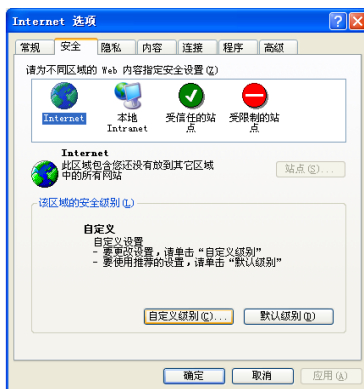 Internet 选项
常规 安全 隐私 内容 连接 程序 高级
请为不同区域的 Web 内容指定安全设置(Z)
Internet
本地
Intranet
受信任的站
点
受限制的站
点
Internet
此区域包含您还没有放到其它区域
中的所有网站
站点(S)...
该区域的安全级别(L)
自定义
自定义设置
- 要更改设置，请单击“自定义级别”
- 要使用推荐的设置，请单击“默认级别”
自定义级别(C)... 默认级别(D)
确定 取消 应用(A)